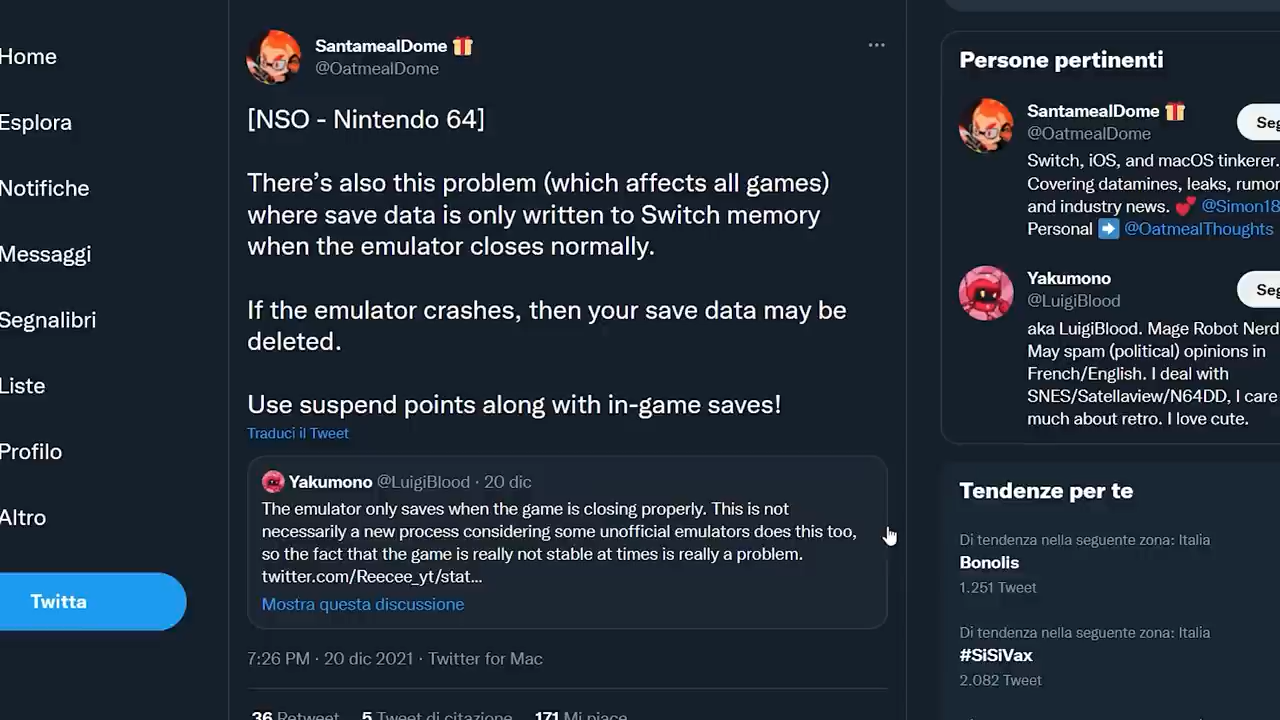 Home
Esplora
Notifiche
Messaggi
Segnalibri
Liste
Profilo
Altro
Twitta
SantamealDome
@OatmealDome
[NSO - Nintendo 64]
There's also this problem (which affects all games)
where save data is only written to Switch memory
when the emulator closes normally.
If the emulator crashes, then your save data may be
deleted.
Use suspend points along with in-game saves!
Traduci il Tweet
Yakumono @LuigiBlood · 20 dic
The emulator only saves when the game is closing properly. This is not
necessarily a new process considering some unofficial emulators does this too,
so the fact that the game is really not stable at times is really a problem.
twitter.com/Reecee_yt/stat...
Mostra questa discussione
7:26 PM · 20 dic 2021 · Twitter for Mac
36 Retweet 5 Tweet di citazione 171 Mi piace
Persone pertinenti
SantamealDome
@OatmealDome
Seg
Switch, iOS, and macOS tinkerer.
Covering datamines, leaks, rumor
and industry news. 💕 @Simon18
Personal ➡️ @OatmealThoughts
Yakumono
@LuigiBlood
Seg
aka LuigiBlood. Mage Robot Nerd
May spam (political) opinions in
French/English. I deal with
SNES/Satellaview/N64DD, I care
much about retro. I love cute.
Tendenze per te
Di tendenza nella seguente zona: Italia
Bonolis
1.251 Tweet
Di tendenza nella seguente zona: Italia
#SiSiVax
2.082 Tweet